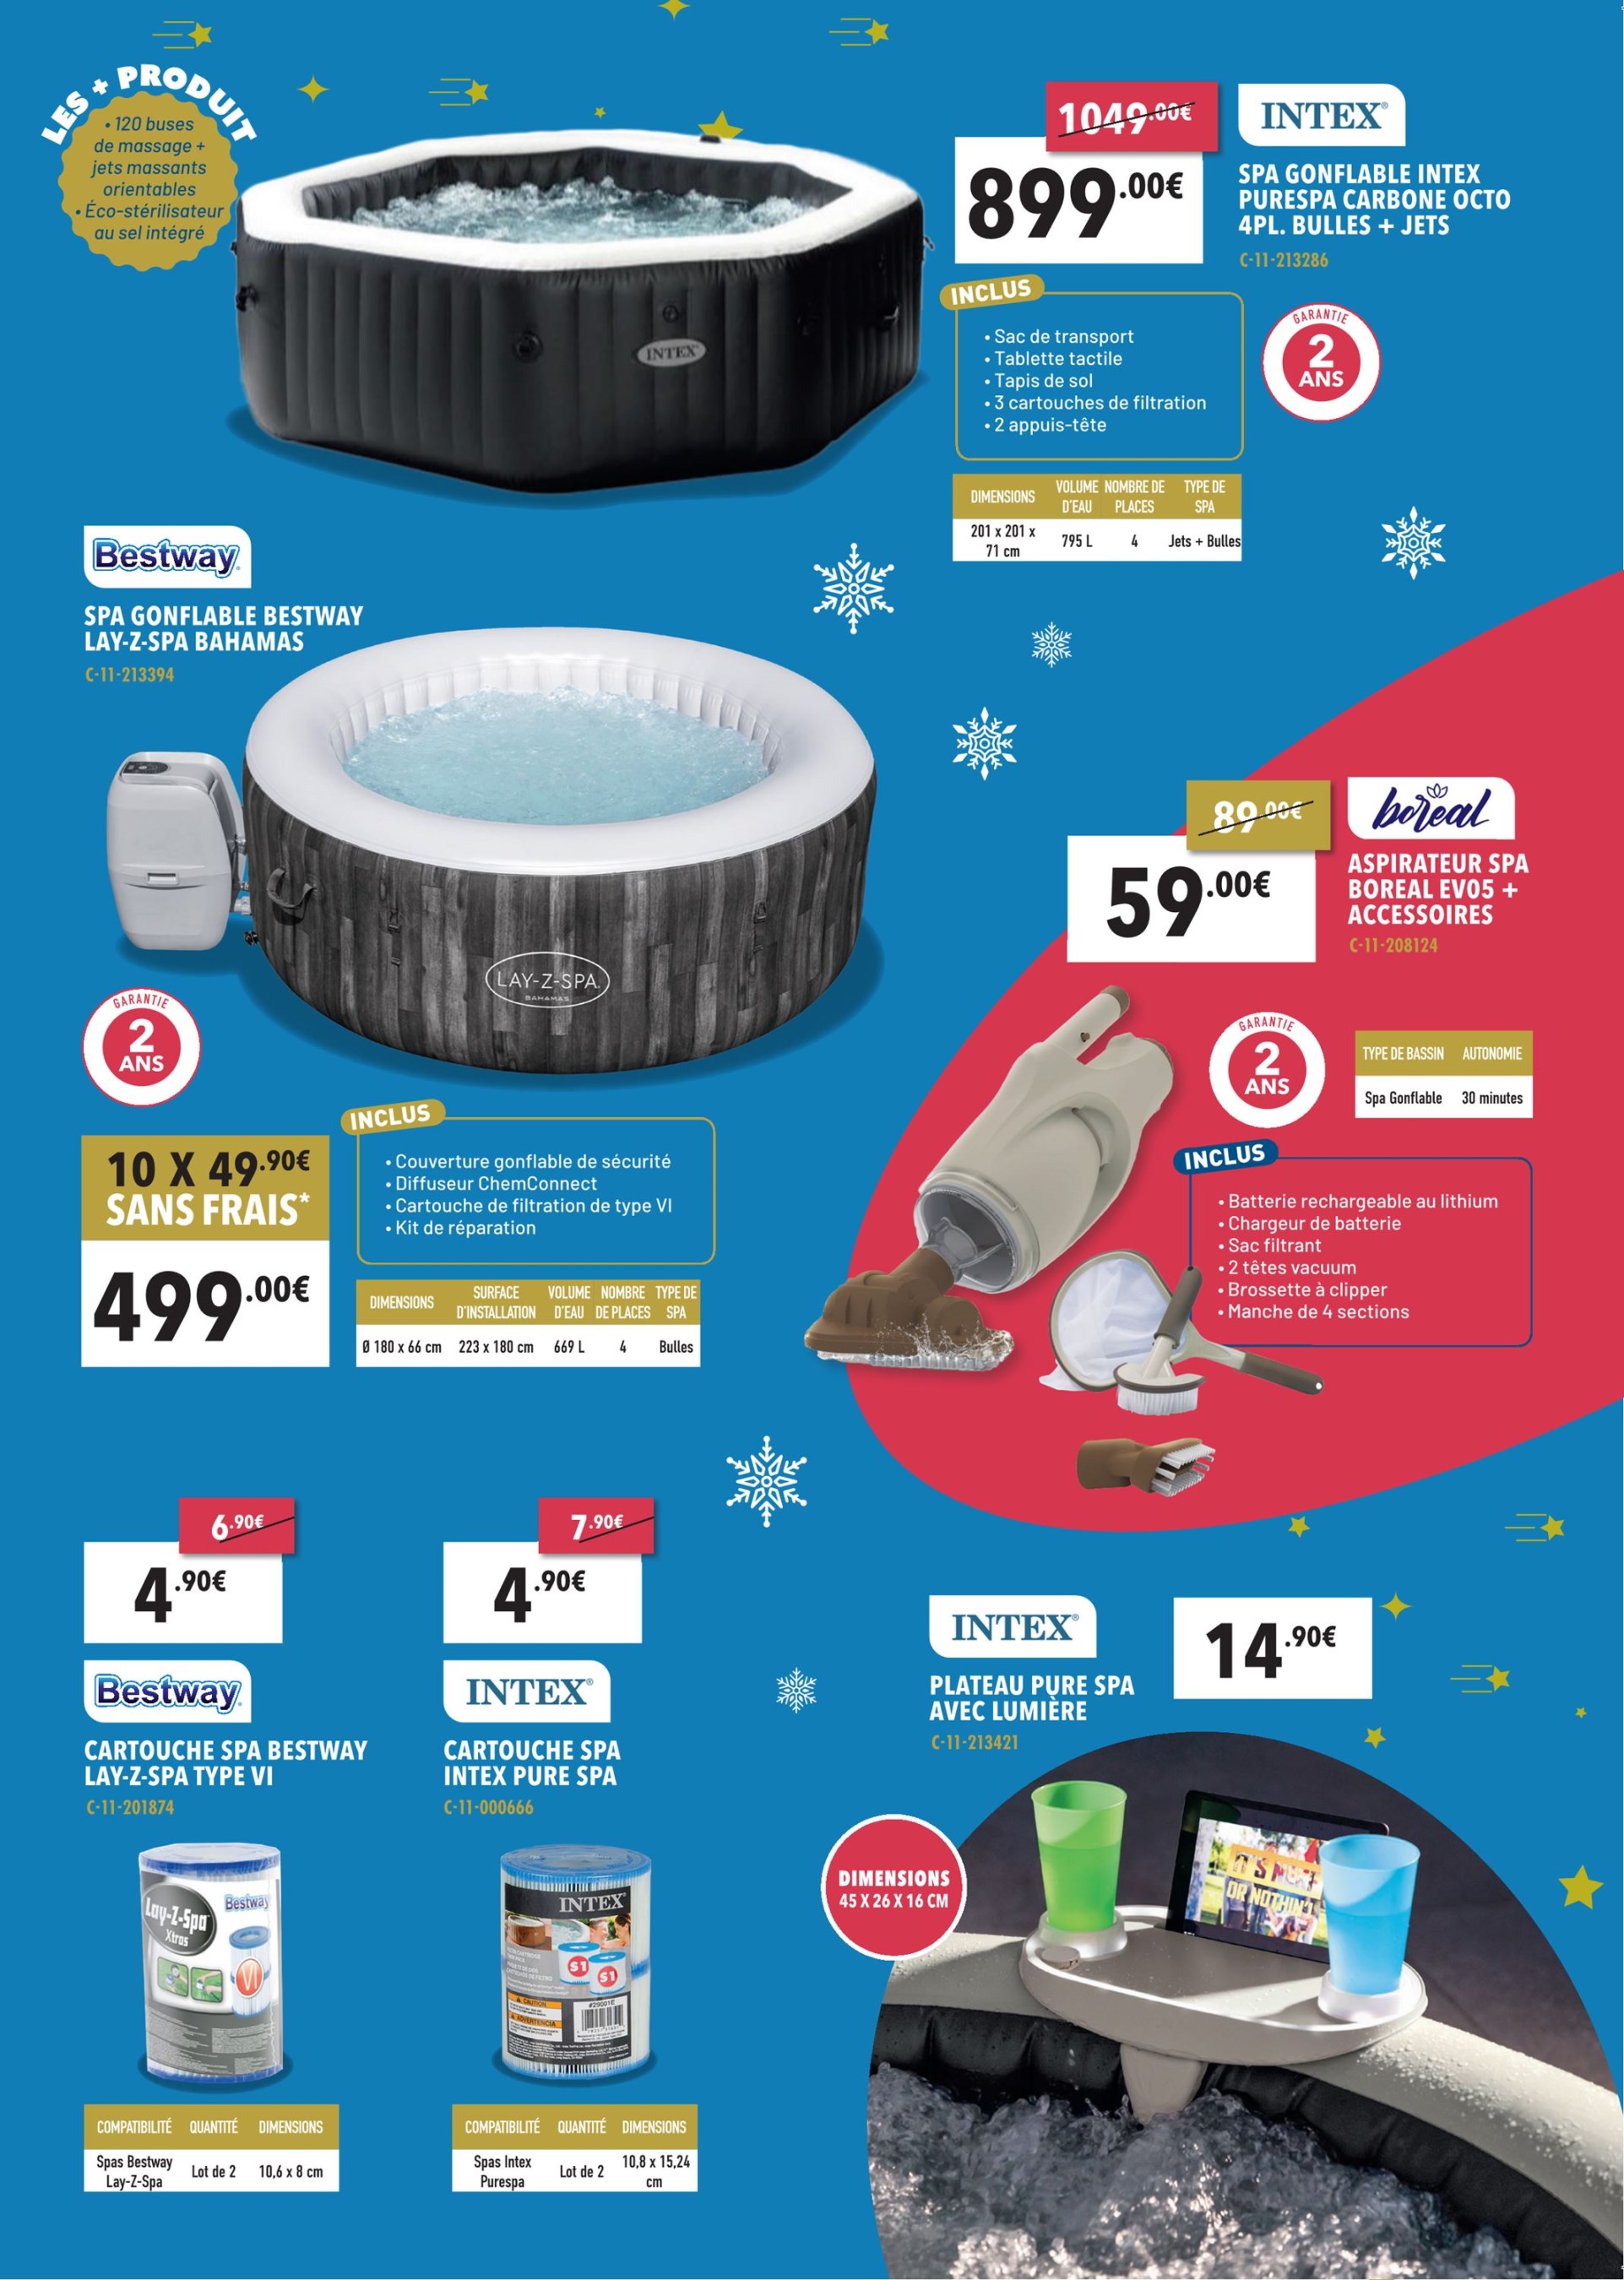 LES + PRODUIT
• 120 buses
de massage +
jets massants
orientables
• Éco-stérilisateur
au sel intégré
INTEX
1049.00€
899.00€
INTEX®
SPA GONFLABLE INTEX
PURESPA CARBONE OCTO
4PL. BULLES + JETS
C-11-213286
INCLUS
• Sac de transport
• Tablette tactile
• Tapis de sol
• 3 cartouches de filtration
• 2 appuis-tête
GARANTIE
2
ANS
DIMENSIONS VOLUME D'EAU NOMBRE DE PLACES TYPE DE SPA
201 x 201 x 71 cm 795 L 4 Jets + Bulles
Bestway®
SPA GONFLABLE BESTWAY
LAY-Z-SPA BAHAMAS
C-11-213394
LAY-Z-SPA.
BAHAMAS
GARANTIE
2
ANS
10 X 49.90€
SANS FRAIS*
499.00€
INCLUS
• Couverture gonflable de sécurité
• Diffuseur ChemConnect
• Cartouche de filtration de type VI
• Kit de réparation
DIMENSIONS SURFACE D'INSTALLATION VOLUME D'EAU NOMBRE DE PLACES TYPE DE SPA
Ø 180 x 66 cm 223 x 180 cm 669 L 4 Bulles
89.00€
59.00€
boreal
ASPIRATEUR SPA
BOREAL EV05 +
ACCESSOIRES
C-11-208124
GARANTIE
2
ANS
TYPE DE BASSIN AUTONOMIE
Spa Gonflable 30 minutes
INCLUS
• Batterie rechargeable au lithium
• Chargeur de batterie
• Sac filtrant
• 2 têtes vacuum
• Brossette à clipper
• Manche de 4 sections
6.90€
4.90€
Bestway®
CARTOUCHE SPA BESTWAY
LAY-Z-SPA TYPE VI
C-11-201874
Lay-Z-Spa
Xtras
Bestway
VI
COMPATIBILITÉ QUANTITÉ DIMENSIONS
Spas Bestway Lay-Z-Spa Lot de 2 10,6 x 8 cm
7.90€
4.90€
INTEX®
CARTOUCHE SPA
INTEX PURE SPA
C-11-000666
INTEX
S1
S1
CAUTION
ADVERTENCIA
#29001E
COMPATIBILITÉ QUANTITÉ DIMENSIONS
Spas Intex Purespa Lot de 2 10,8 x 15,24 cm
INTEX®
PLATEAU PURE SPA
AVEC LUMIÈRE
C-11-213421
14.90€
DIMENSIONS
45 X 26 X 16 CM
OR NOTHIN'!